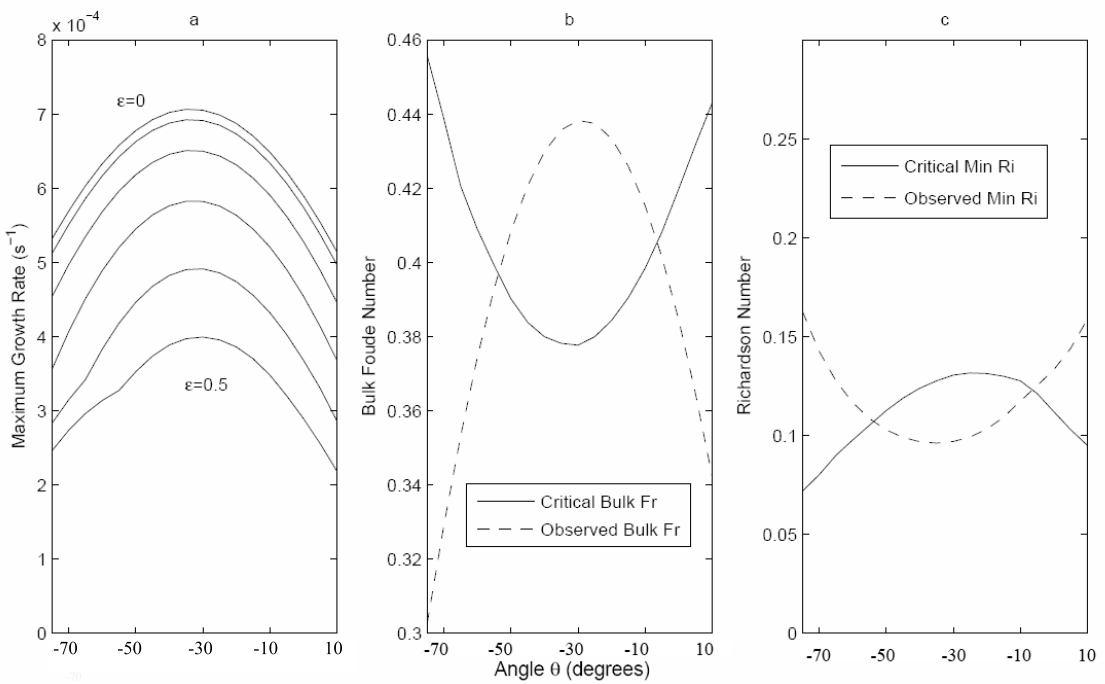 x 10⁻⁴
a
8
7
6
5
4
3
2
1
0
Maximum Growth Rate (s⁻¹)
ε=0
ε=0.5
-70
-50
-30
-10
10
b
0.46
0.44
0.42
0.4
0.38
0.36
0.34
0.32
0.3
Bulk Foude Number
Critical Bulk Fr
Observed Bulk Fr
-70
-50
-30
-10
10
Angle θ (degrees)
c
0.25
0.2
0.15
0.1
0.05
0
Richardson Number
Critical Min Ri
Observed Min Ri
-70
-50
-30
-10
10